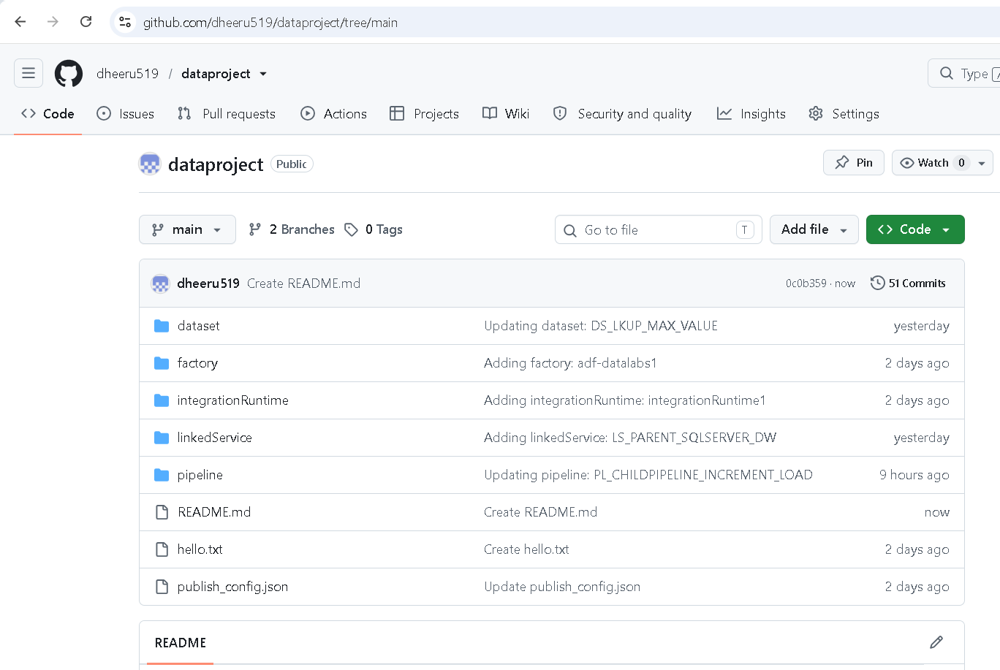 github.com/dheeru519/dataproject/tree/main
dheeru519 / dataproject
Type
Code Issues Pull requests Actions Projects Wiki Security and quality Insights Settings
dataproject Public Pin Watch 0
main 2 Branches 0 Tags Go to file T Add file Code
dheeru519 Create README.md 0c0b359 · now 51 Commits
dataset Updating dataset: DS_LKUP_MAX_VALUE yesterday
factory Adding factory: adf-datalabs1 2 days ago
integrationRuntime Adding integrationRuntime: integrationRuntime1 2 days ago
linkedService Adding linkedService: LS_PARENT_SQLSERVER_DW yesterday
pipeline Updating pipeline: PL_CHILDPIPELINE_INCREMENT_LOAD 9 hours ago
README.md Create README.md now
hello.txt Create hello.txt 2 days ago
publish_config.json Update publish_config.json 2 days ago
README